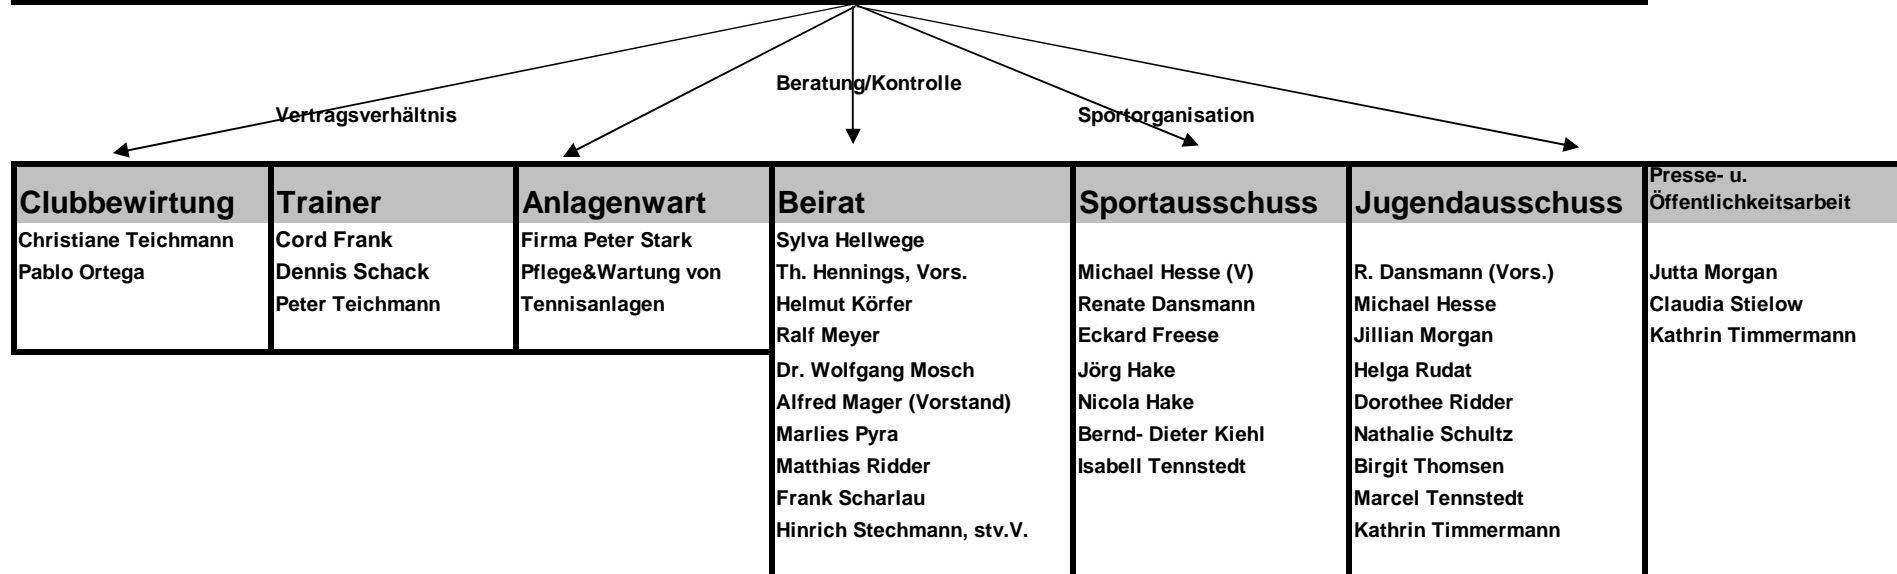 Beratung/Kontrolle
Vertragsverhältnis
Sportorganisation
Clubbewirtung
Christiane Teichmann
Pablo Ortega
Trainer
Cord Frank
Dennis Schack
Peter Teichmann
Anlagenwart
Firma Peter Stark
Pflege&Wartung von
Tennisanlagen
Beirat
Sylva Hellwege
Th. Hennings, Vors.
Helmut Körfer
Ralf Meyer
Dr. Wolfgang Mosch
Alfred Mager (Vorstand)
Marlies Pyra
Matthias Ridder
Frank Scharlau
Hinrich Stechmann, stv.V.
Sportausschuss
Michael Hesse (V)
Renate Dansmann
Eckard Freese
Jörg Hake
Nicola Hake
Bernd- Dieter Kiehl
Isabell Tennstedt
Jugendausschuss
R. Dansmann (Vors.)
Michael Hesse
Jillian Morgan
Helga Rudat
Dorothee Ridder
Nathalie Schultz
Birgit Thomsen
Marcel Tennstedt
Kathrin Timmermann
Presse- u.
Öffentlichkeitsarbeit
Jutta Morgan
Claudia Stielow
Kathrin Timmermann